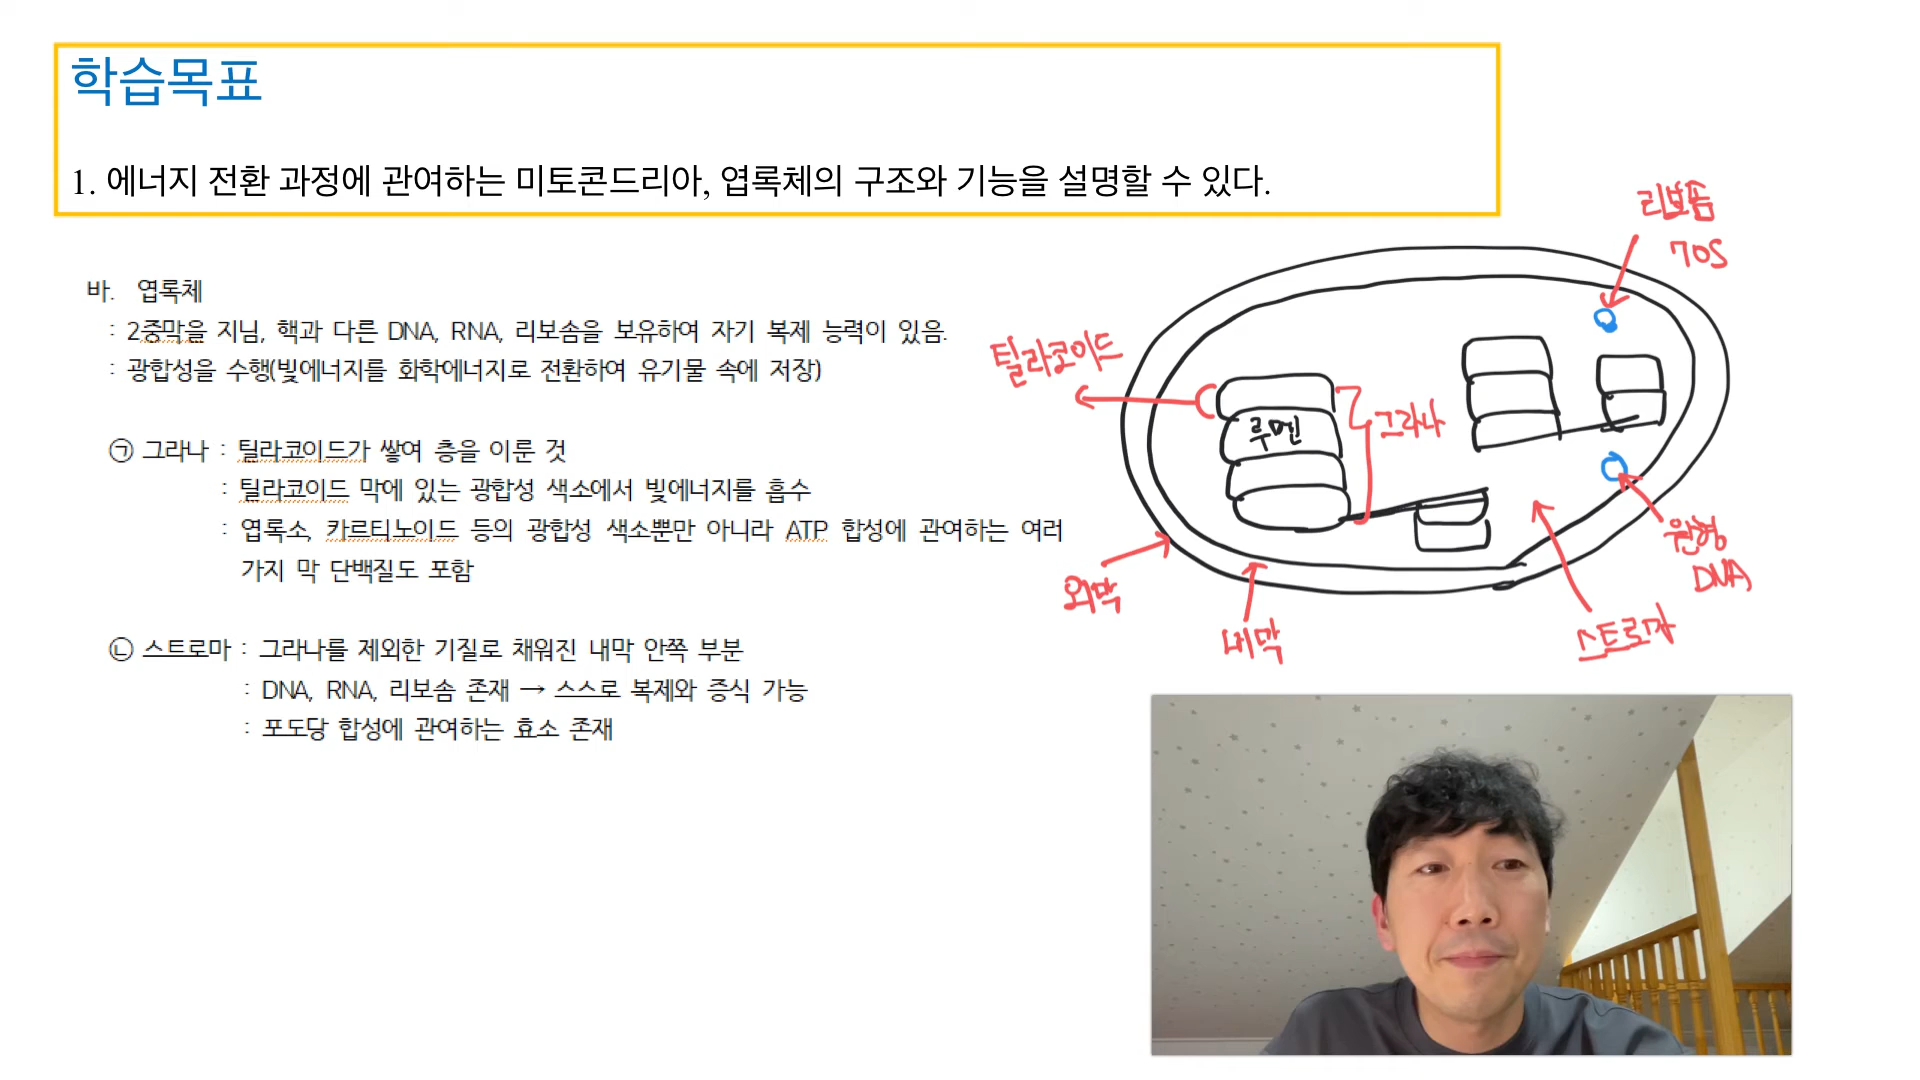 학습목표
1. 에너지 전환 과정에 관여하는 미토콘드리아, 엽록체의 구조와 기능을 설명할 수 있다.
바. 엽록체
: 2중막을 지님, 핵과 다른 DNA, RNA, 리보솜을 보유하여 자기 복제 능력이 있음.
: 광합성을 수행(빛에너지를 화학에너지로 전환하여 유기물 속에 저장)
㉠ 그라나 : 틸라코이드가 쌓여 층을 이룬 것
: 틸라코이드 막에 있는 광합성 색소에서 빛에너지를 흡수
: 엽록소, 카르티노이드 등의 광합성 색소뿐만 아니라 ATP 합성에 관여하는 여러
가지 막 단백질도 포함
㉡ 스트로마 : 그라나를 제외한 기질로 채워진 내막 안쪽 부분
: DNA, RNA, 리보솜 존재 → 스스로 복제와 증식 가능
: 포도당 합성에 관여하는 효소 존재
리보솜
70S
틸라코이드
루멘
그라나
원형
DNA
외막
내막
스트로마